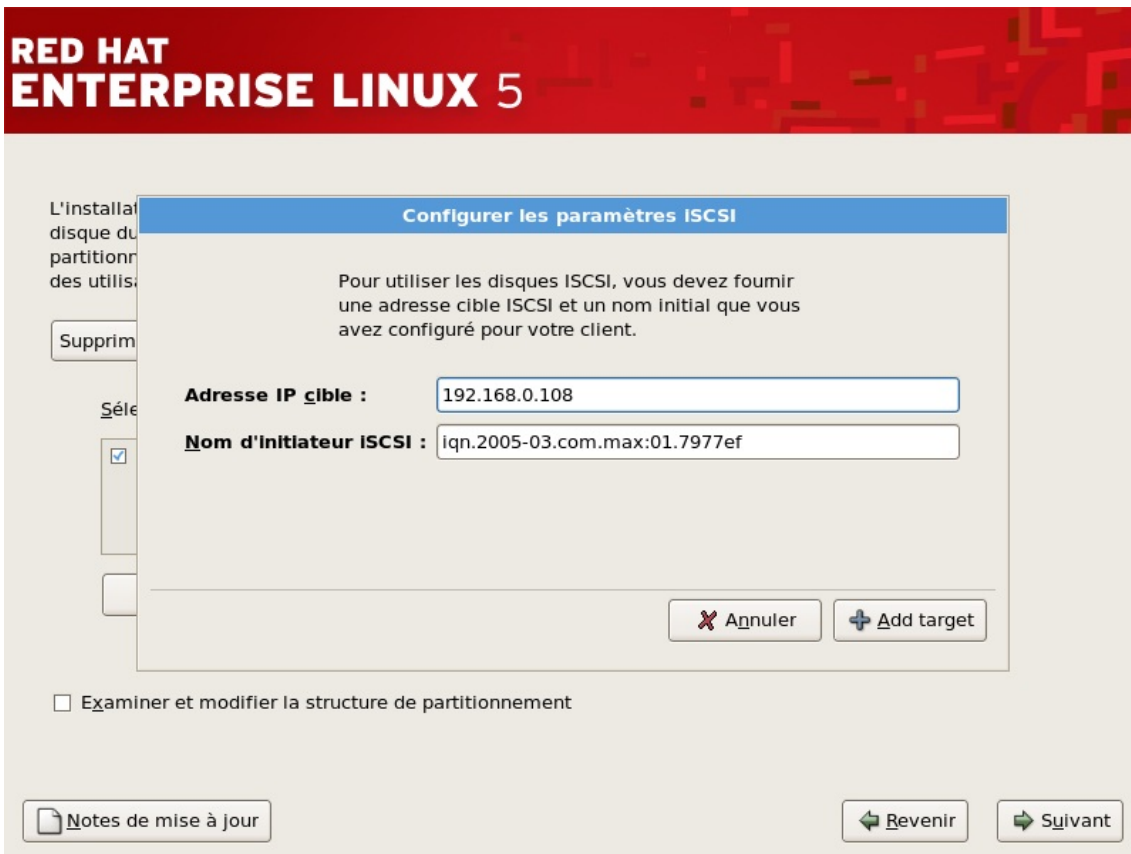 RED HAT
ENTERPRISE LINUX 5
L'installat
disque du
partitionn
des utilis
Supprim
Séle
Configurer les paramètres iSCSI
Pour utiliser les disques ISCSI, vous devez fournir
une adresse cible ISCSI et un nom initial que vous
avez configuré pour votre client.
Adresse IP cible : 192.168.0.108
Nom d'initiateur iSCSI : iqn.2005-03.com.max:01.7977ef
Annuler Add target
Examiner et modifier la structure de partitionnement
Notes de mise à jour Revenir Suivant